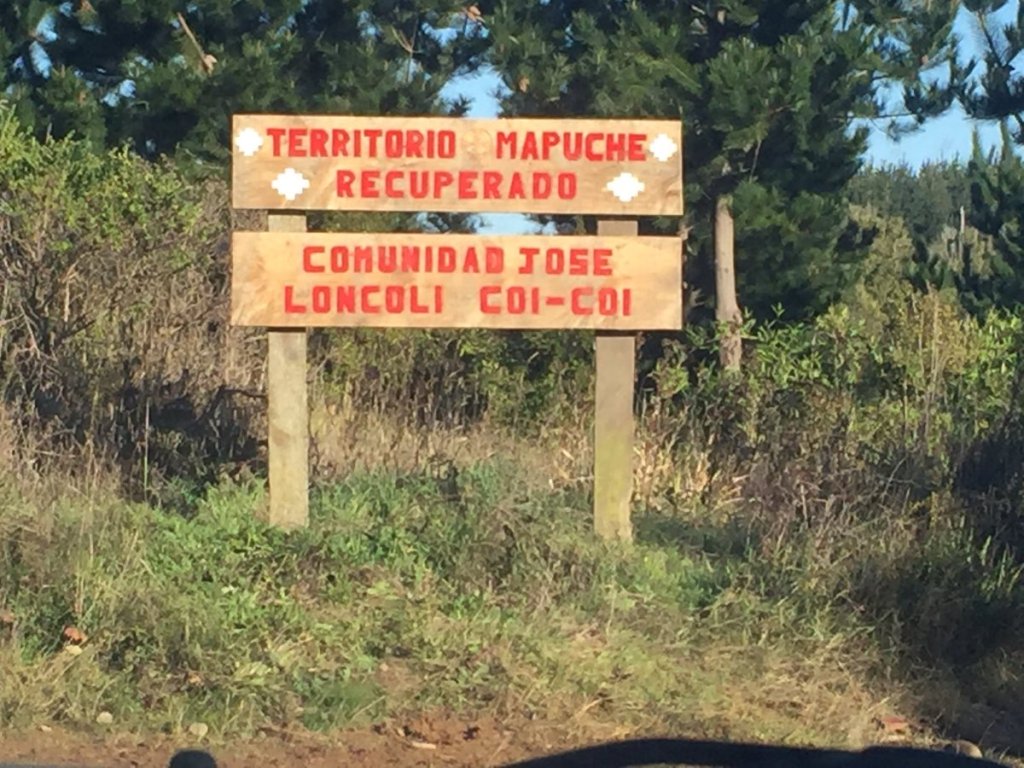 TERRITORIO MAPUCHE
RECUPERADO
COMUNIDAD JOSE
LONCOLI COI-COI